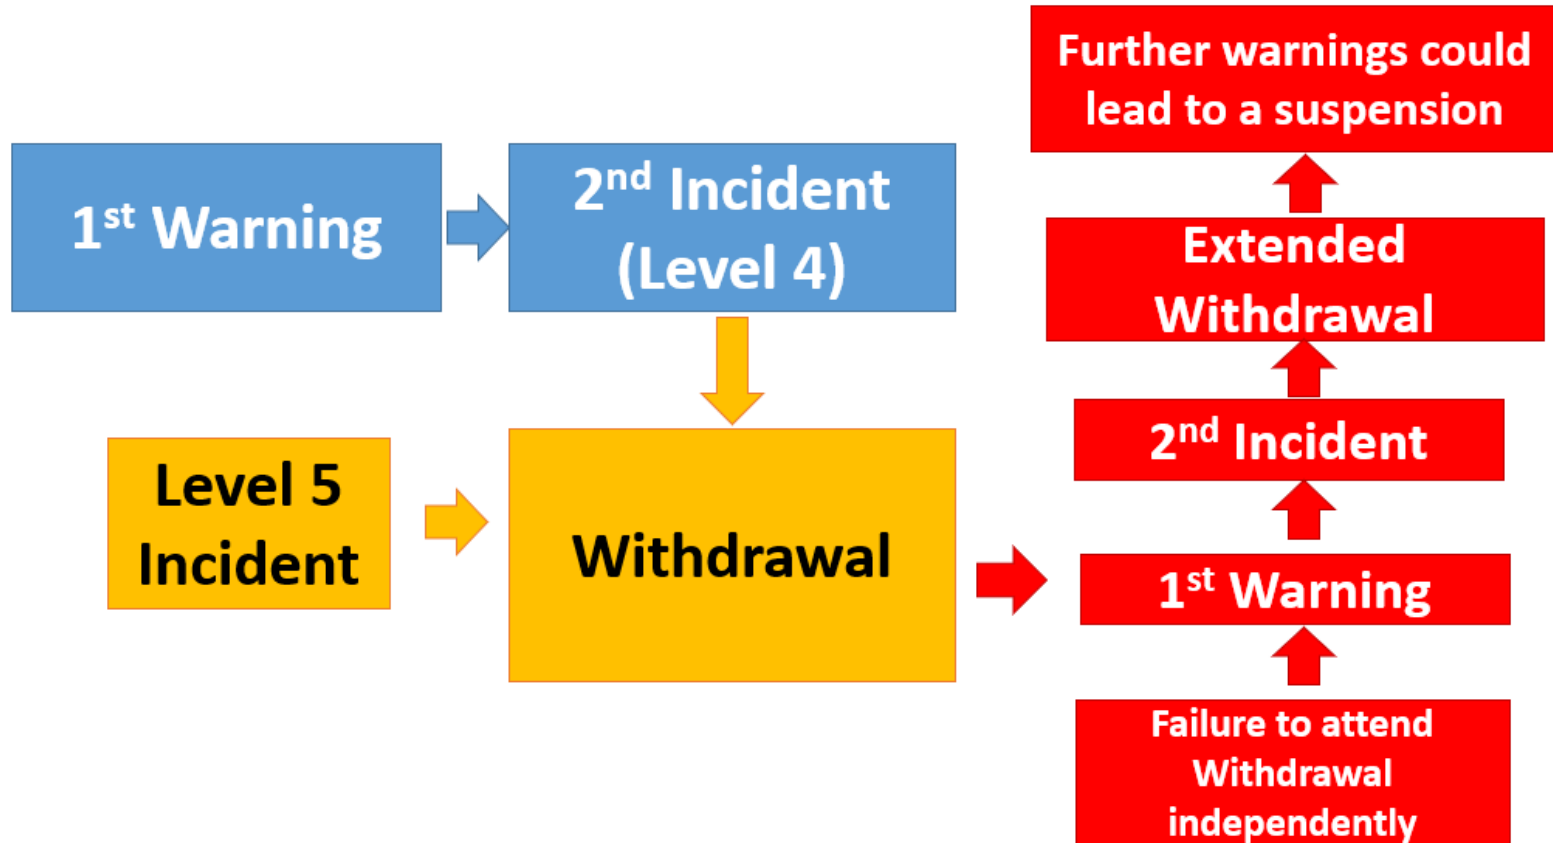 1st Warning
2nd Incident
(Level 4)
Level 5
Incident
Withdrawal
Further warnings could
lead to a suspension
Extended
Withdrawal
2nd Incident
1st Warning
Failure to attend
Withdrawal
independently